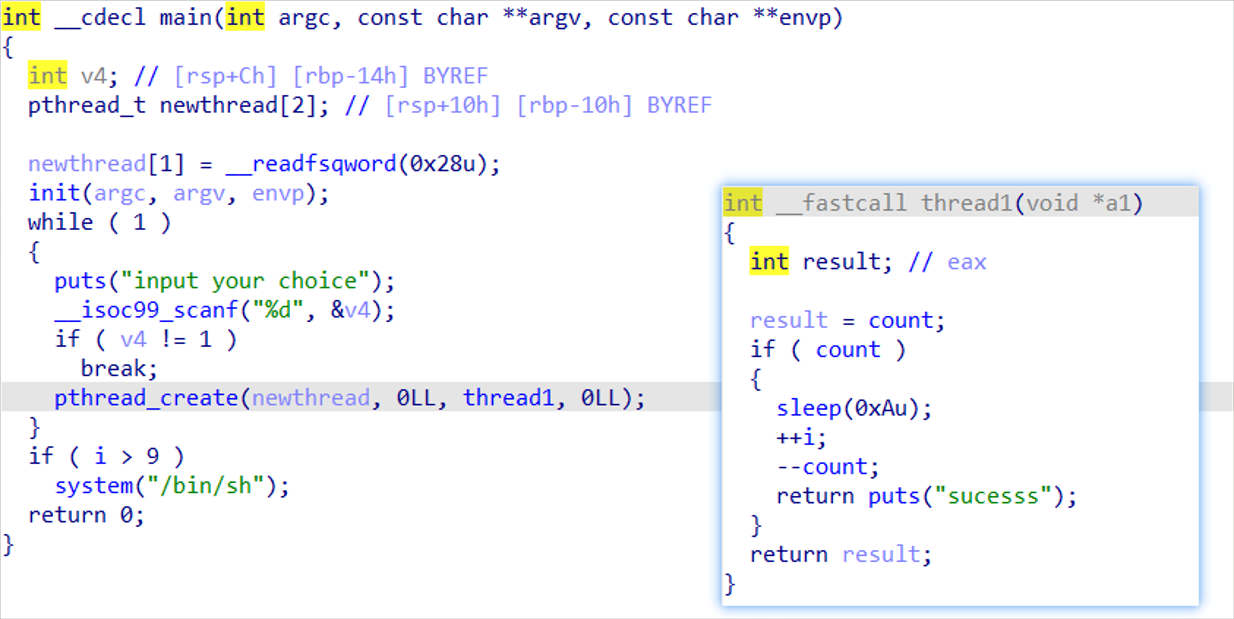 int __cdecl main(int argc, const char **argv, const char **envp)
{
  int v4; // [rsp+Ch] [rbp-14h] BYREF
  pthread_t newthread[2]; // [rsp+10h] [rbp-10h] BYREF

  newthread[1] = __readfsqword(0x28u);
  init(argc, argv, envp);
  while ( 1 )
  {
    puts("input your choice");
    __isoc99_scanf("%d", &v4);
    if ( v4 != 1 )
      break;
    pthread_create(newthread, 0LL, thread1, 0LL);
  }
  if ( i > 9 )
    system("/bin/sh");
  return 0;
}
int __fastcall thread1(void *a1)
{
  int result; // eax

  result = count;
  if ( count )
  {
    sleep(0xAu);
    ++i;
    --count;
    return puts("sucesss");
  }
  return result;
}